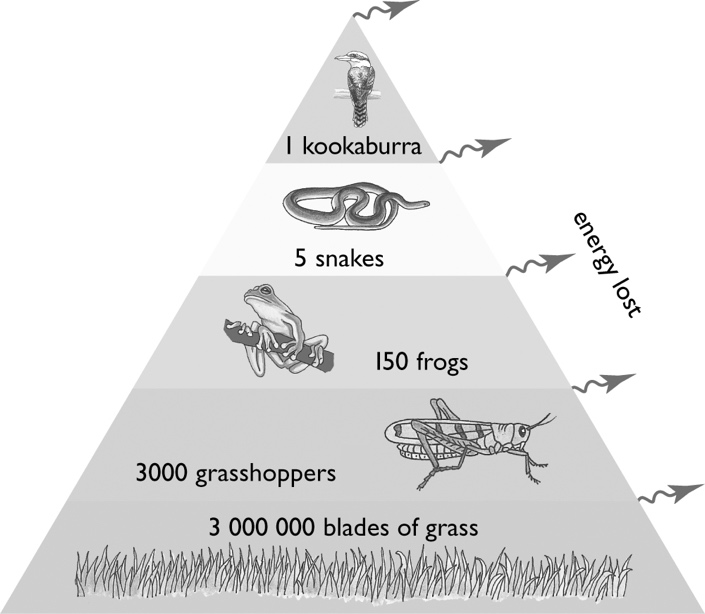 1 kookaburra
5 snakes
energy lost
150 frogs
3000 grasshoppers
3 000 000 blades of grass